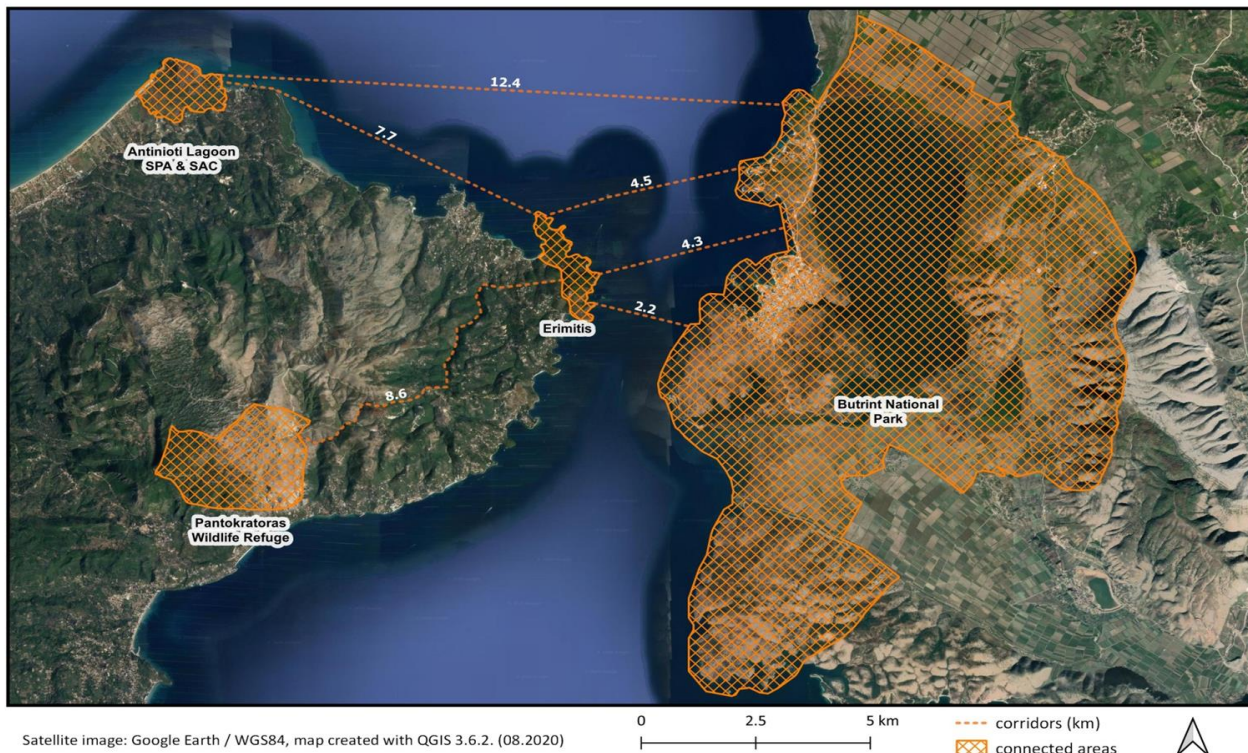 12.4
7.7
Antinioti Lagoon
SPA & SAC
4.5
4.3
2.2
Erimitis
8.6
Butrint National
Park
Pantokratoras
Wildlife Refuge
0 2.5 5 km
corridors (km)
connected areas
Satellite image: Google Earth / WGS84, map created with QGIS 3.6.2. (08.2020)